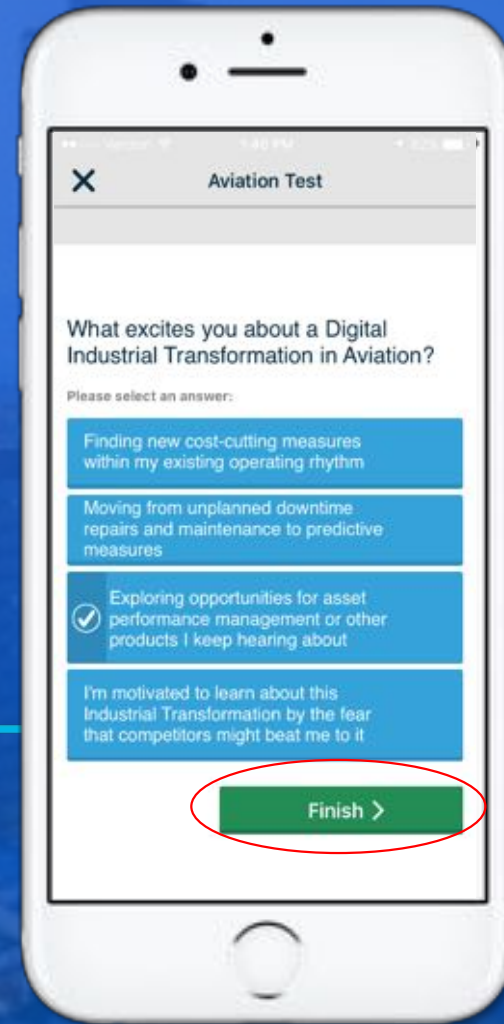 Aviation Test
What excites you about a Digital
Industrial Transformation in Aviation?
Please select an answer:
Finding new cost-cutting measures
within my existing operating rhythm
Moving from unplanned downtime
repairs and maintenance to predictive
measures
Exploring opportunities for asset
performance management or other
products I keep hearing about
I'm motivated to learn about this
Industrial Transformation by the fear
that competitors might beat me to it
Finish